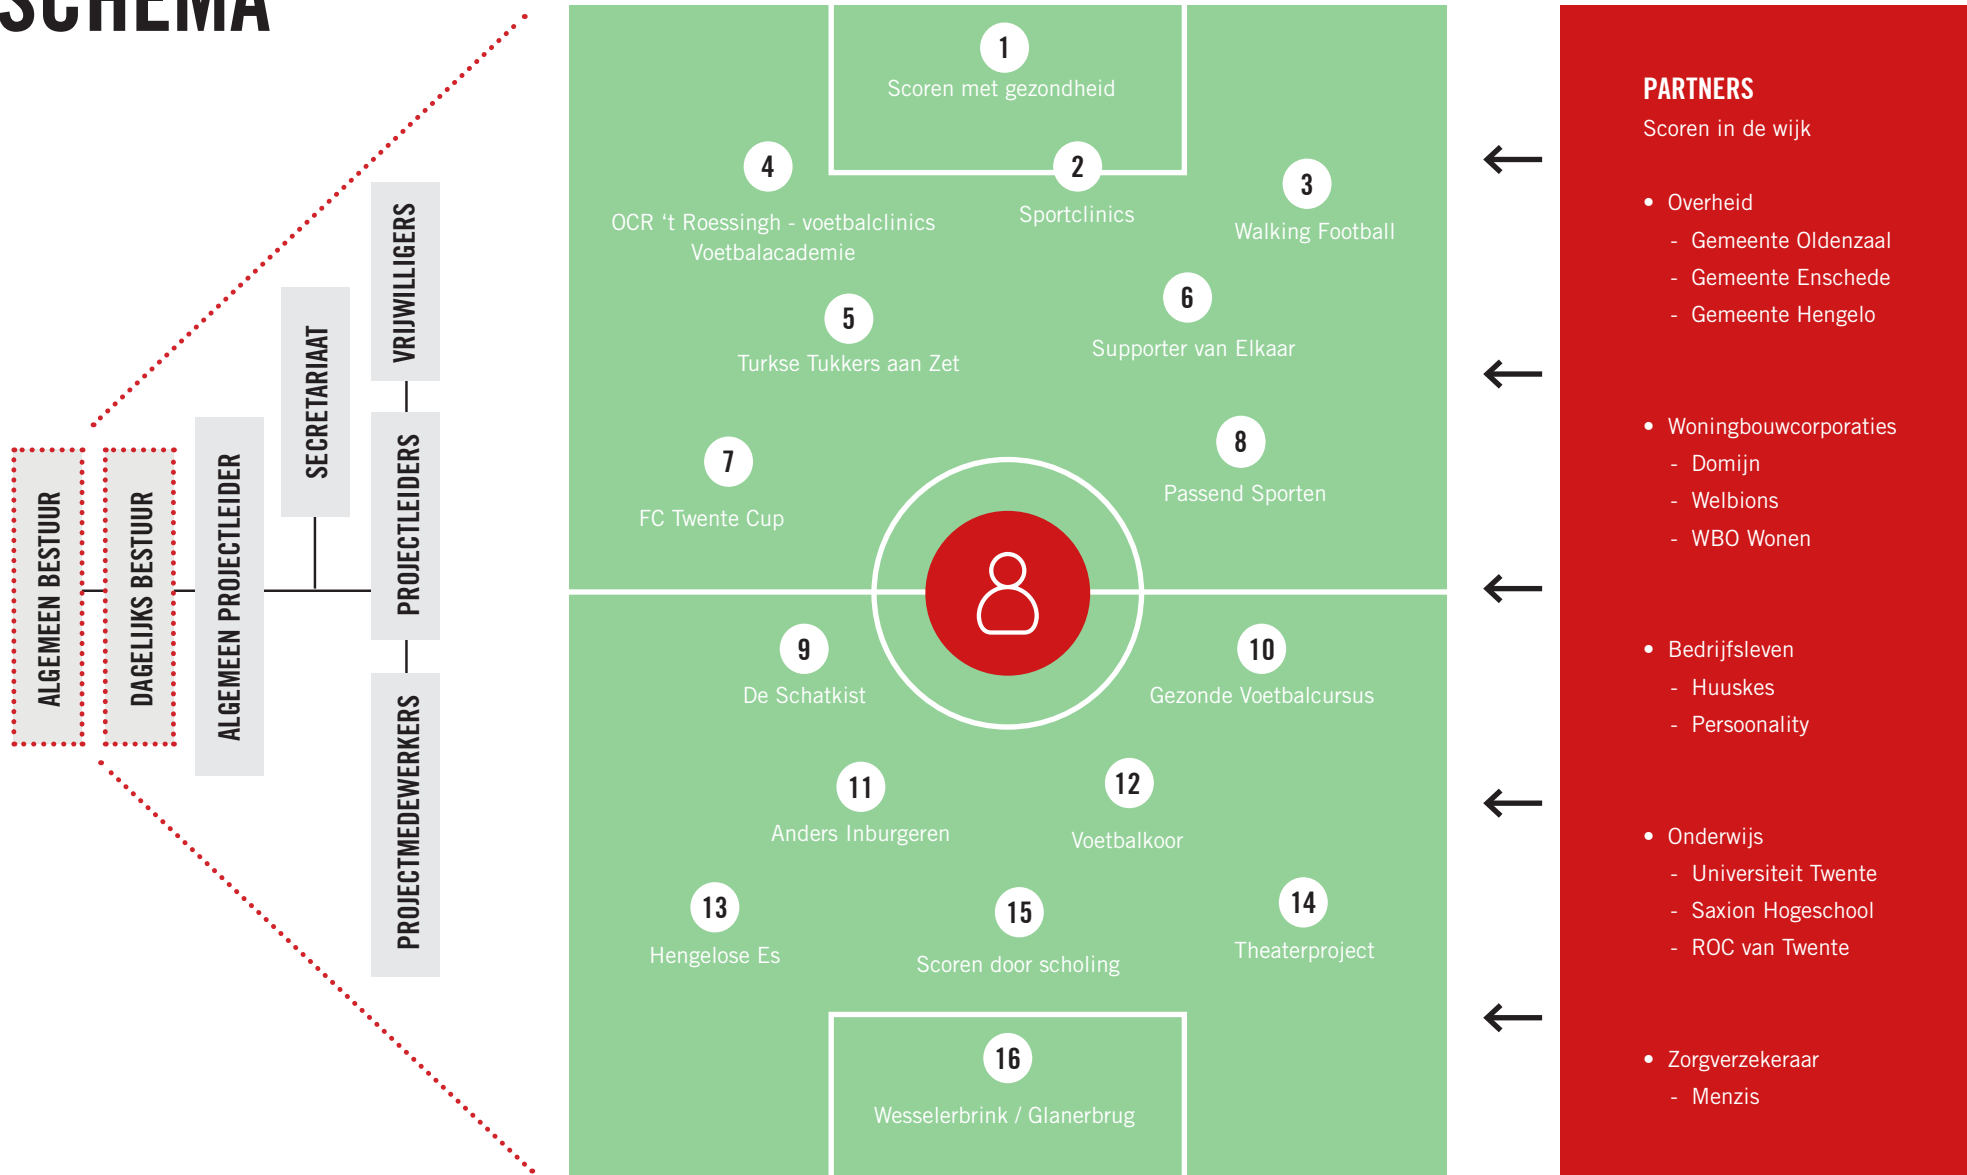 SCHEMA
ALGEMEEN BESTUUR
DAGELIJKS BESTUUR
ALGEMEEN PROJECTLEIDER
SECRETARIAAT
VRIJWILLIGERS
PROJECTLEIDERS
PROJECTMEDEWERKERS
1
Scoren met gezondheid
4
OCR ‘t Roessingh - voetbalclinics
Voetbalacademie
2
Sportclinics
3
Walking Football
5
Turkse Tukkers aan Zet
6
Supporter van Elkaar
7
FC Twente Cup
8
Passend Sporten
9
De Schatkist
10
Gezonde Voetbalcursus
11
Anders Inburgeren
12
Voetbalkoor
13
Hengelose Es
15
Scoren door scholing
14
Theaterproject
16
Wesselerbrink / Glanerbrug
PARTNERS
Scoren in de wijk
• Overheid
- Gemeente Oldenzaal
- Gemeente Enschede
- Gemeente Hengelo
• Woningbouwcorporaties
- Domijn
- Welbions
- WBO Wonen
• Bedrijfsleven
- Huuskes
- Persoonality
• Onderwijs
- Universiteit Twente
- Saxion Hogeschool
- ROC van Twente
• Zorgverzekeraar
- Menzis